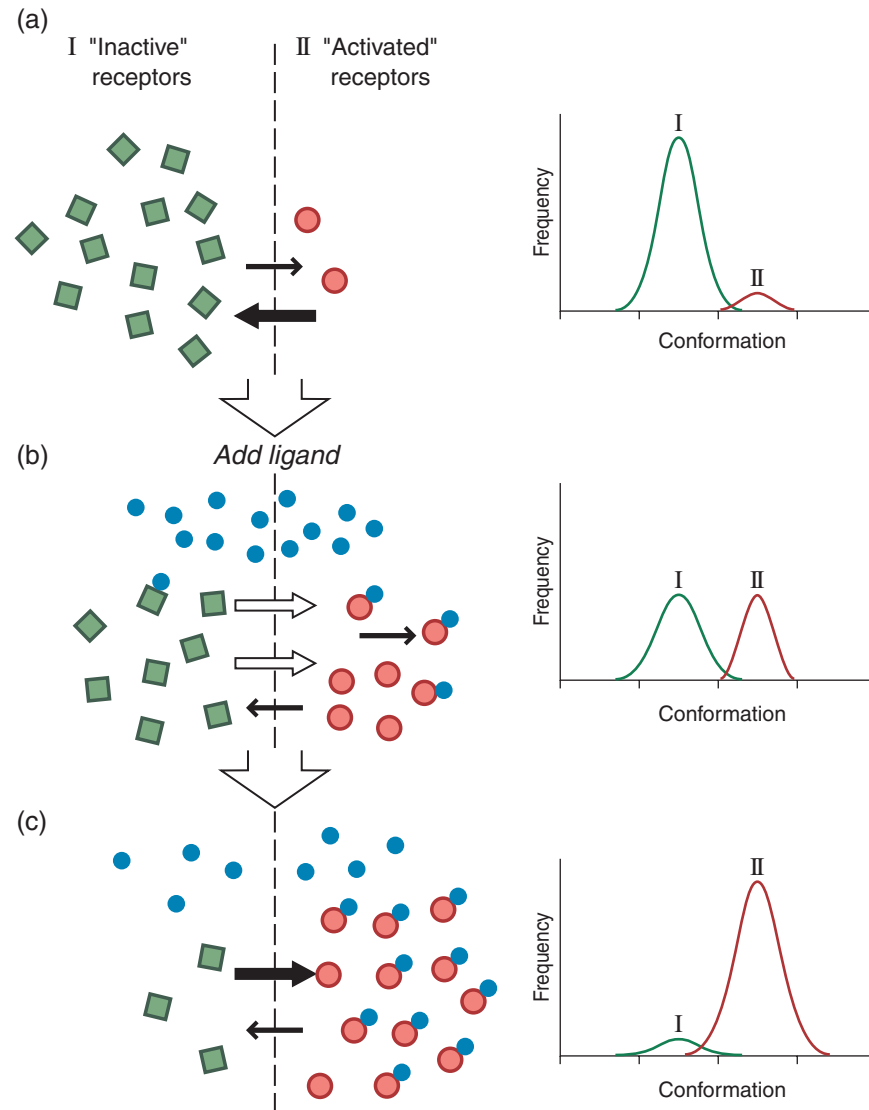 (a)
I "Inactive"
receptors
II "Activated"
receptors
I
II
Frequency
Conformation
(b)
Add ligand
I
II
Frequency
Conformation
(c)
II
I
Frequency
Conformation